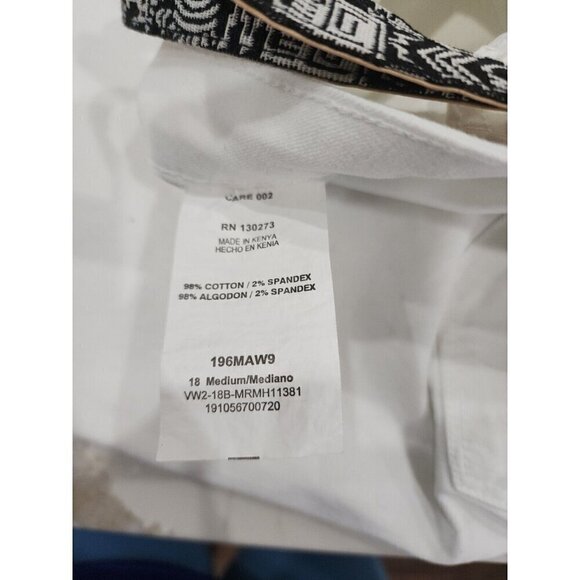 CARE 002
RN 130273
MADE IN KENYA
HECHO EN KENIA
98% COTTON / 2% SPANDEX
98% ALGODON / 2% SPANDEX
196MAW9
18 Medium/Mediano
VW2-18B-MRMH11381
191056700720